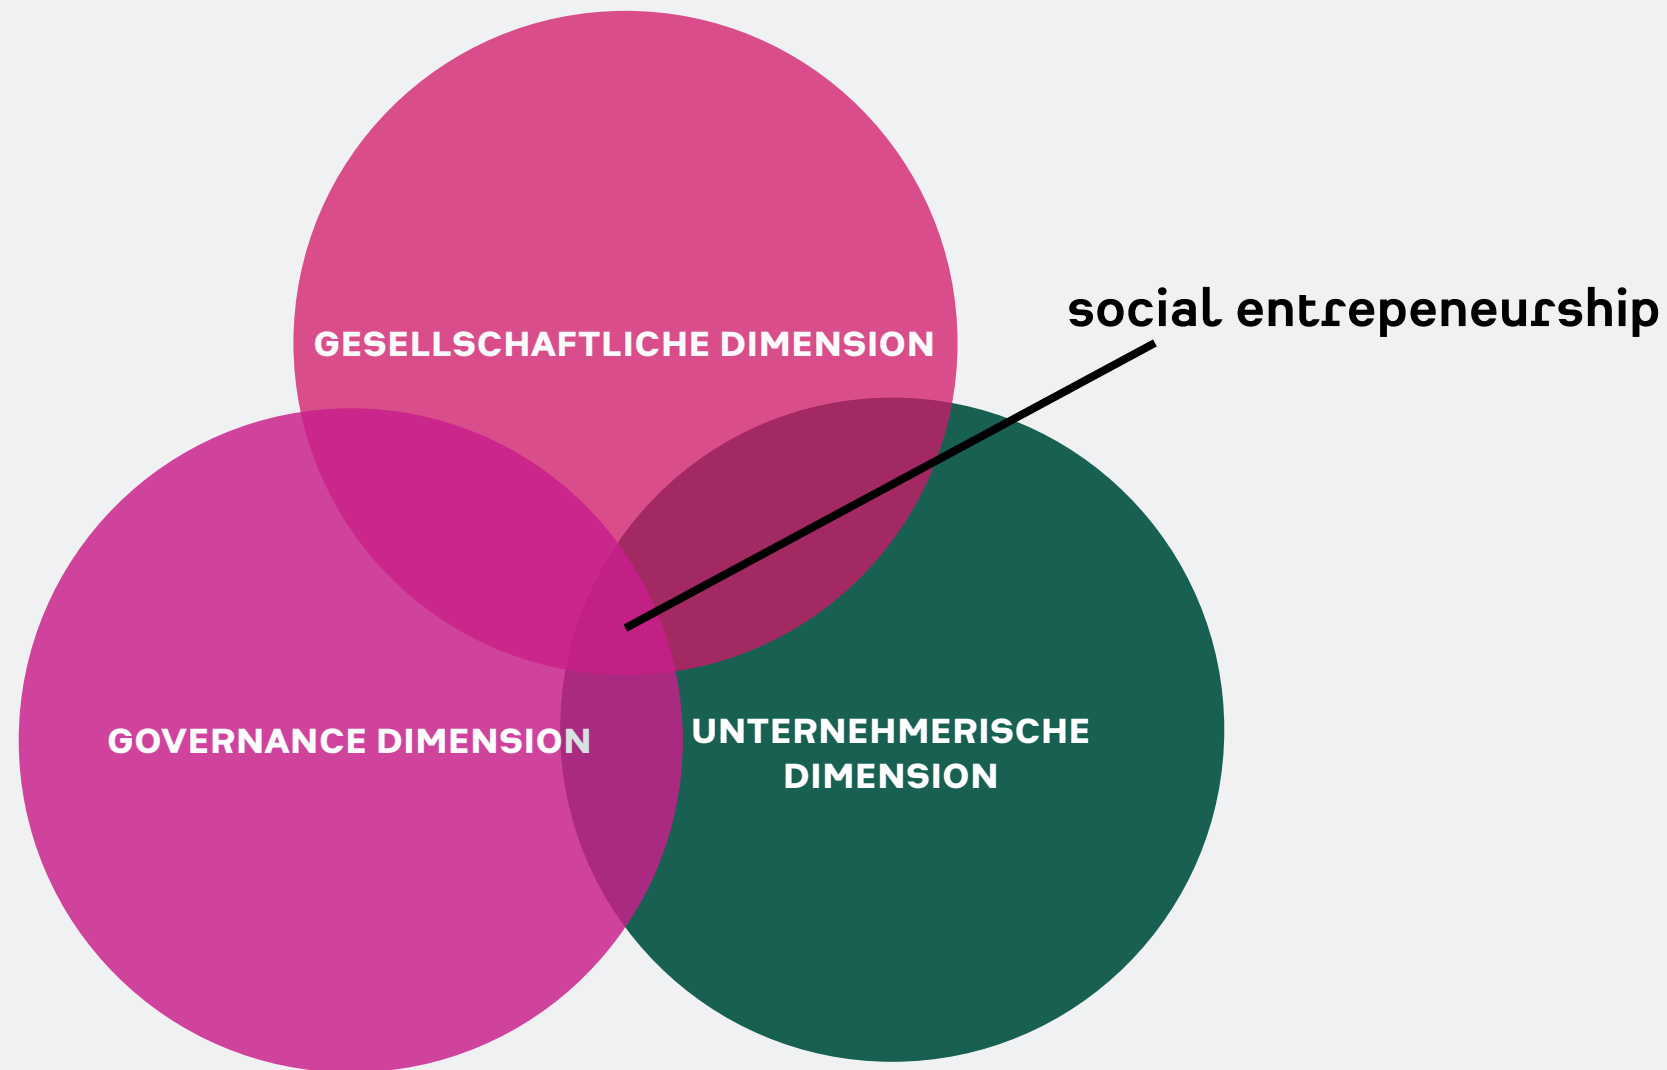 GESELLSCHAFTLICHE DIMENSION
social entrepeneurship
GOVERNANCE DIMENSION
UNTERNEHMERISCHE
DIMENSION